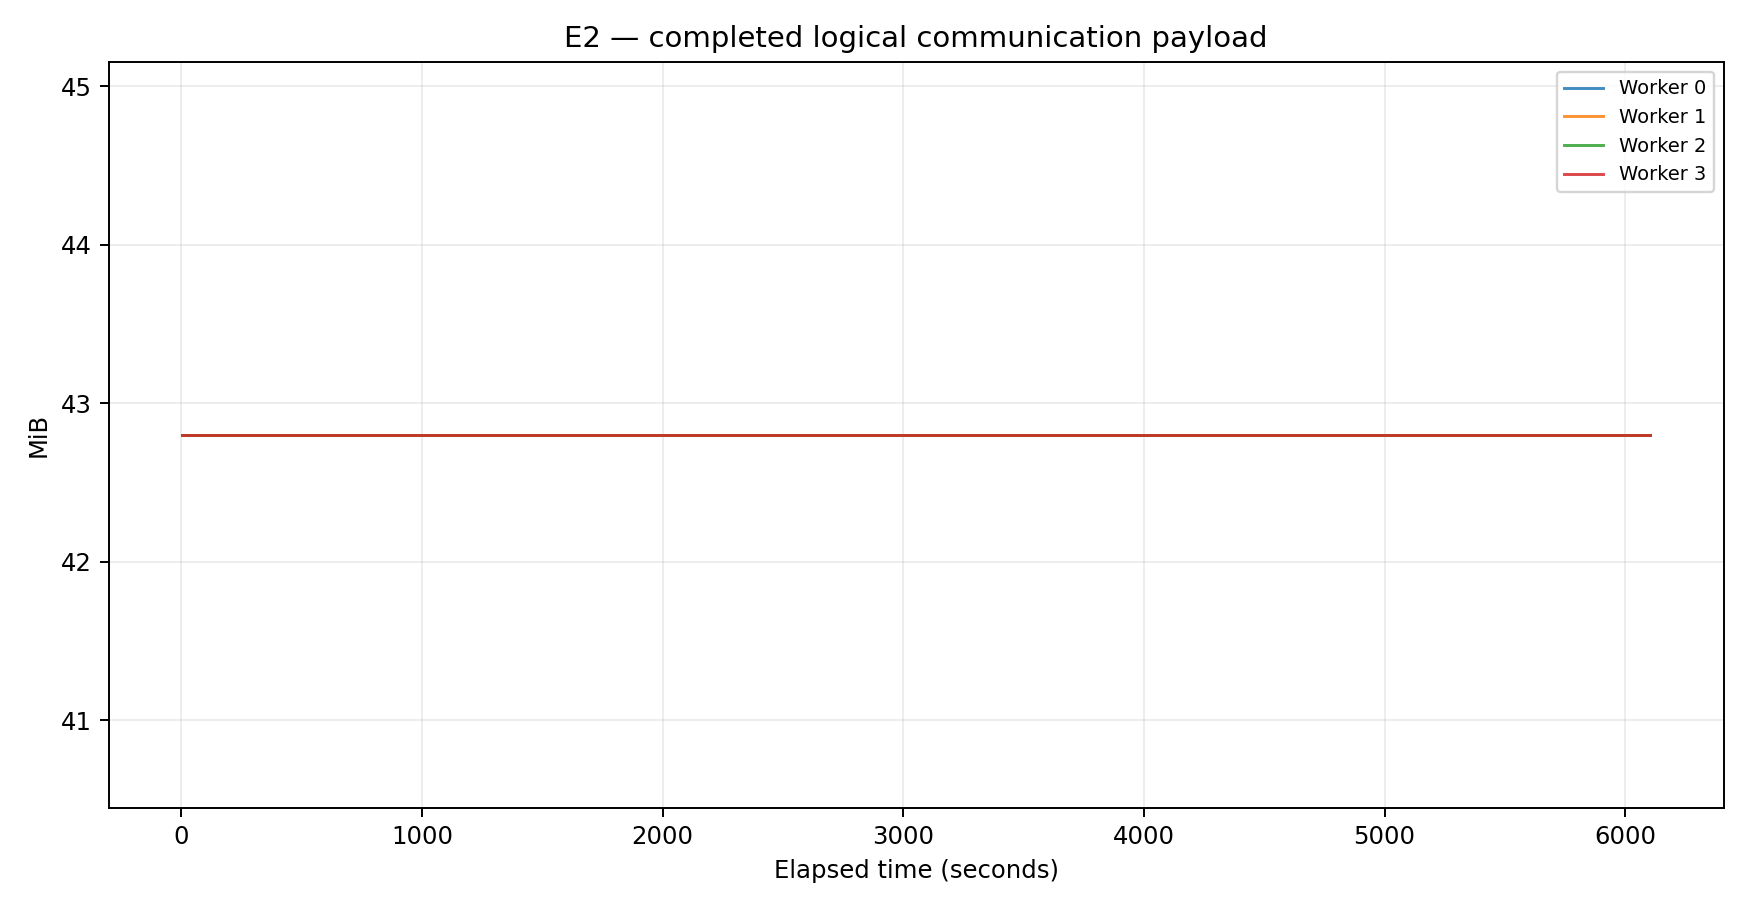 E2 — completed logical communication payload
45
44
43
42
41
MiB
Worker 0
Worker 1
Worker 2
Worker 3
0 1000 2000 3000 4000 5000 6000
Elapsed time (seconds)